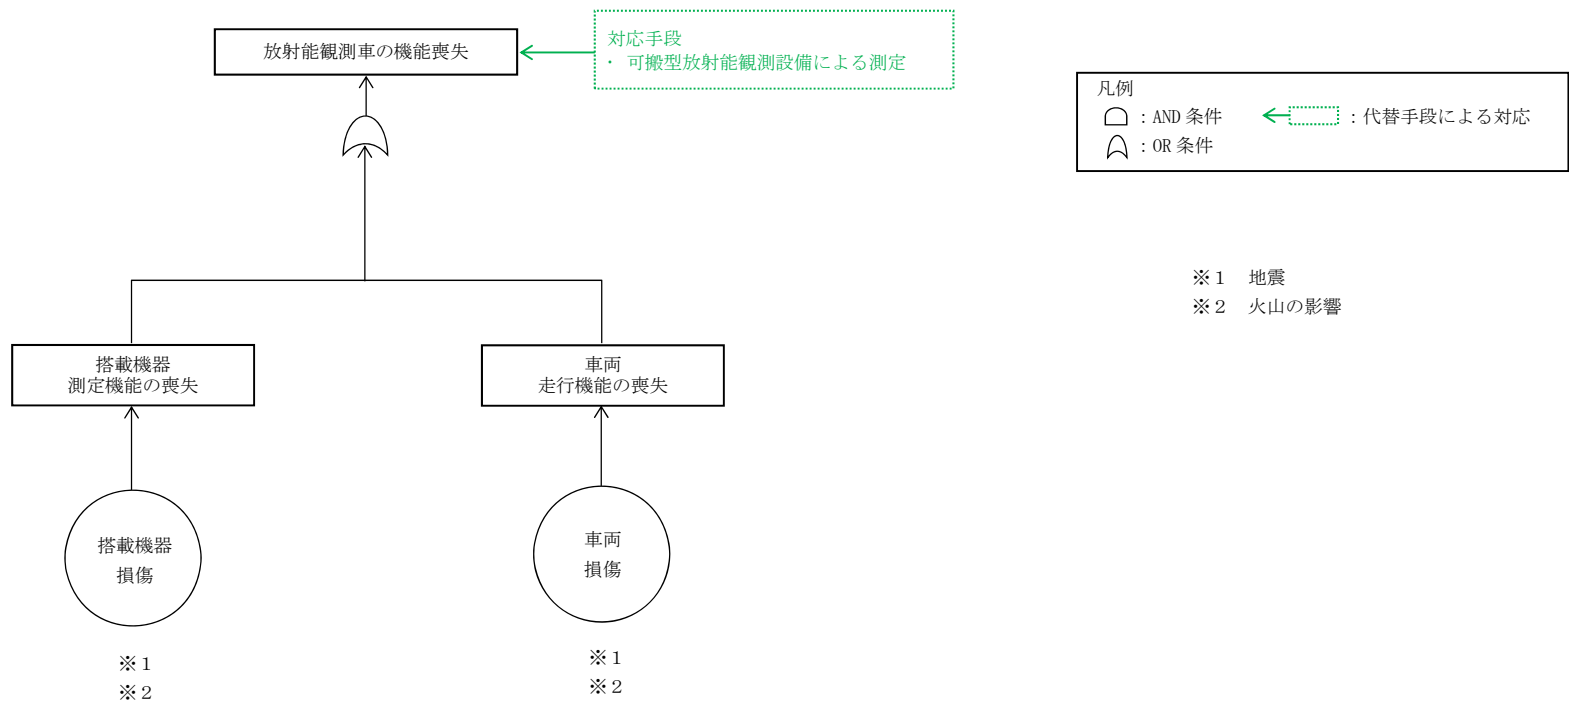 放射能観測車の機能喪失
対応手段
・ 可搬型放射能観測設備による測定
凡例
：AND 条件
：代替手段による対応
：OR 条件
※１　地震
※２　火山の影響
搭載機器
測定機能の喪失
車両
走行機能の喪失
搭載機器
損傷
車両
損傷
※１
※２
※１
※２